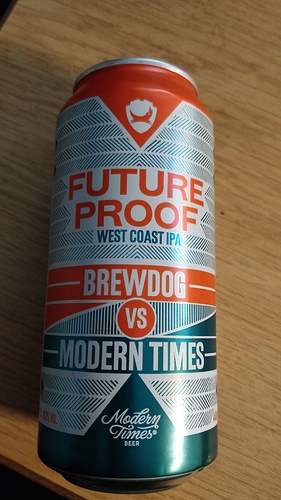 FUTURE
PROOF
WEST COAST IPA
BREWDOG
VS
MODERN TIMES
Modern
Times
BEER